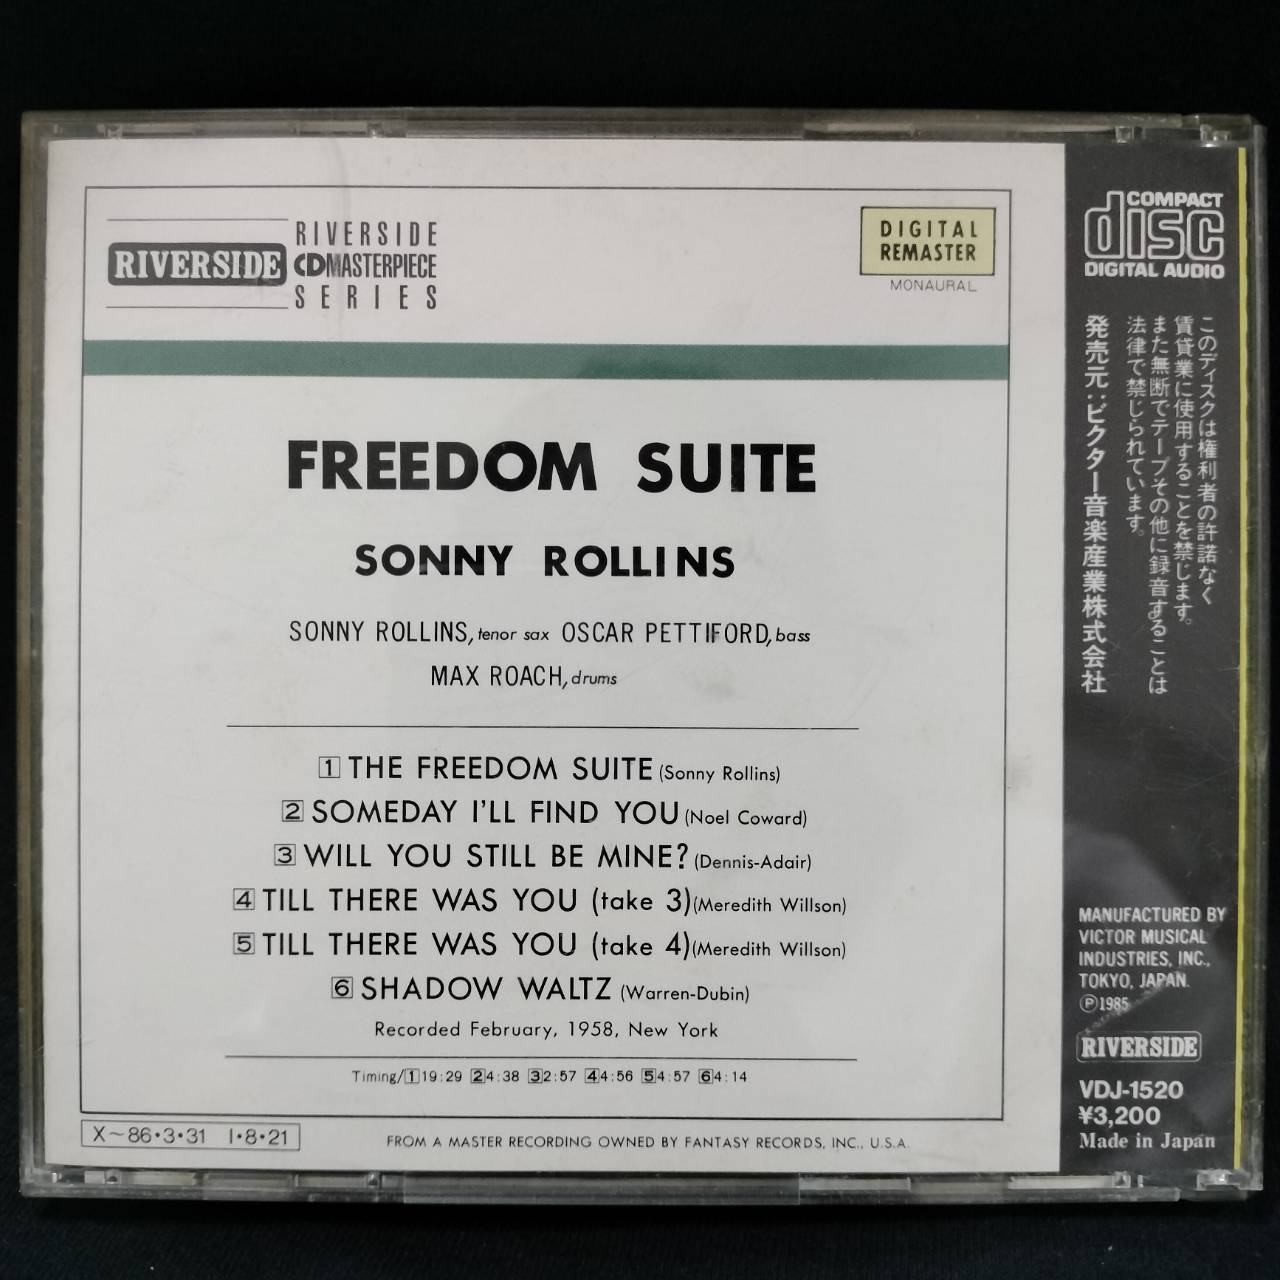 RIVERSIDE
RIVERSIDE
CD MASTERPIECE
SERIES
DIGITAL
REMASTER
MONAURAL
FREEDOM SUITE
SONNY ROLLINS
SONNY ROLLINS, tenor sax OSCAR PETTIFORD, bass
MAX ROACH, drums
1 THE FREEDOM SUITE (Sonny Rollins)
2 SOMEDAY I'LL FIND YOU (Noel Coward)
3 WILL YOU STILL BE MINE? (Dennis-Adair)
4 TILL THERE WAS YOU (take 3) (Meredith Willson)
5 TILL THERE WAS YOU (take 4) (Meredith Willson)
6 SHADOW WALTZ (Warren-Dubin)
Recorded February, 1958, New York
Timing/1 19:29 2 4:38 3 2:57 4 4:56 5 4:57 6 4:14
X~86・3・31 I・8・21
FROM A MASTER RECORDING OWNED BY FANTASY RECORDS, INC., U.S.A.
COMPACT
disc
DIGITAL AUDIO
このディスクは権利者の許諾なく
賃貸業に使用することを禁じます。
また無断でテープその他に録音することは
法律で禁じられています。
発売元:ビクター音楽産業株式会社
MANUFACTURED BY
VICTOR MUSICAL
INDUSTRIES, INC.,
TOKYO, JAPAN.
Ⓟ1985
RIVERSIDE
VDJ-1520
¥3,200
Made in Japan